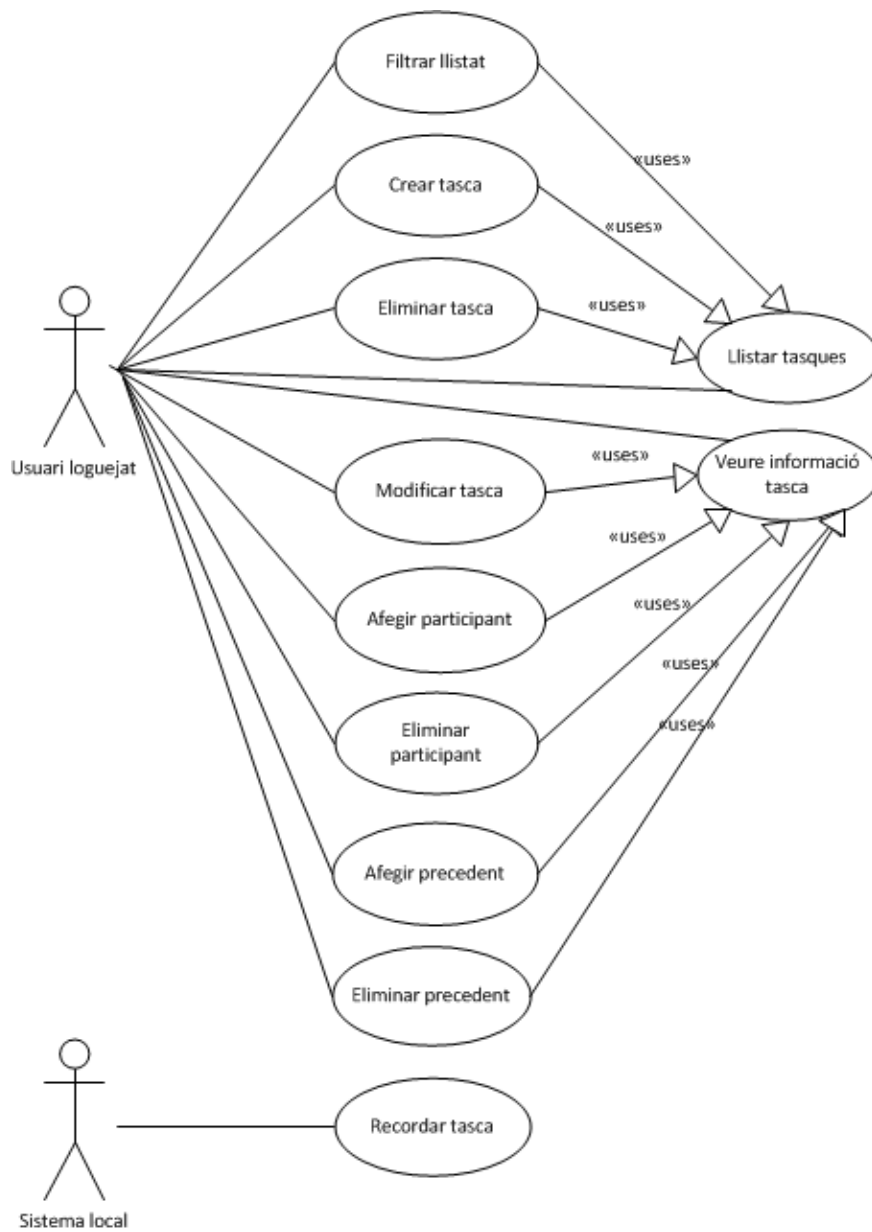 Filtrar llistat
«uses»
Crear tasca
«uses»
Eliminar tasca
«uses»
Llistar tasques
Usuari loguejat
Modificar tasca
«uses»
Veure informació
tasca
«uses»
Afegir participant
«uses»
Eliminar
participant
«uses»
«uses»
Afegir precedent
Eliminar precedent
Recordar tasca
Sistema local